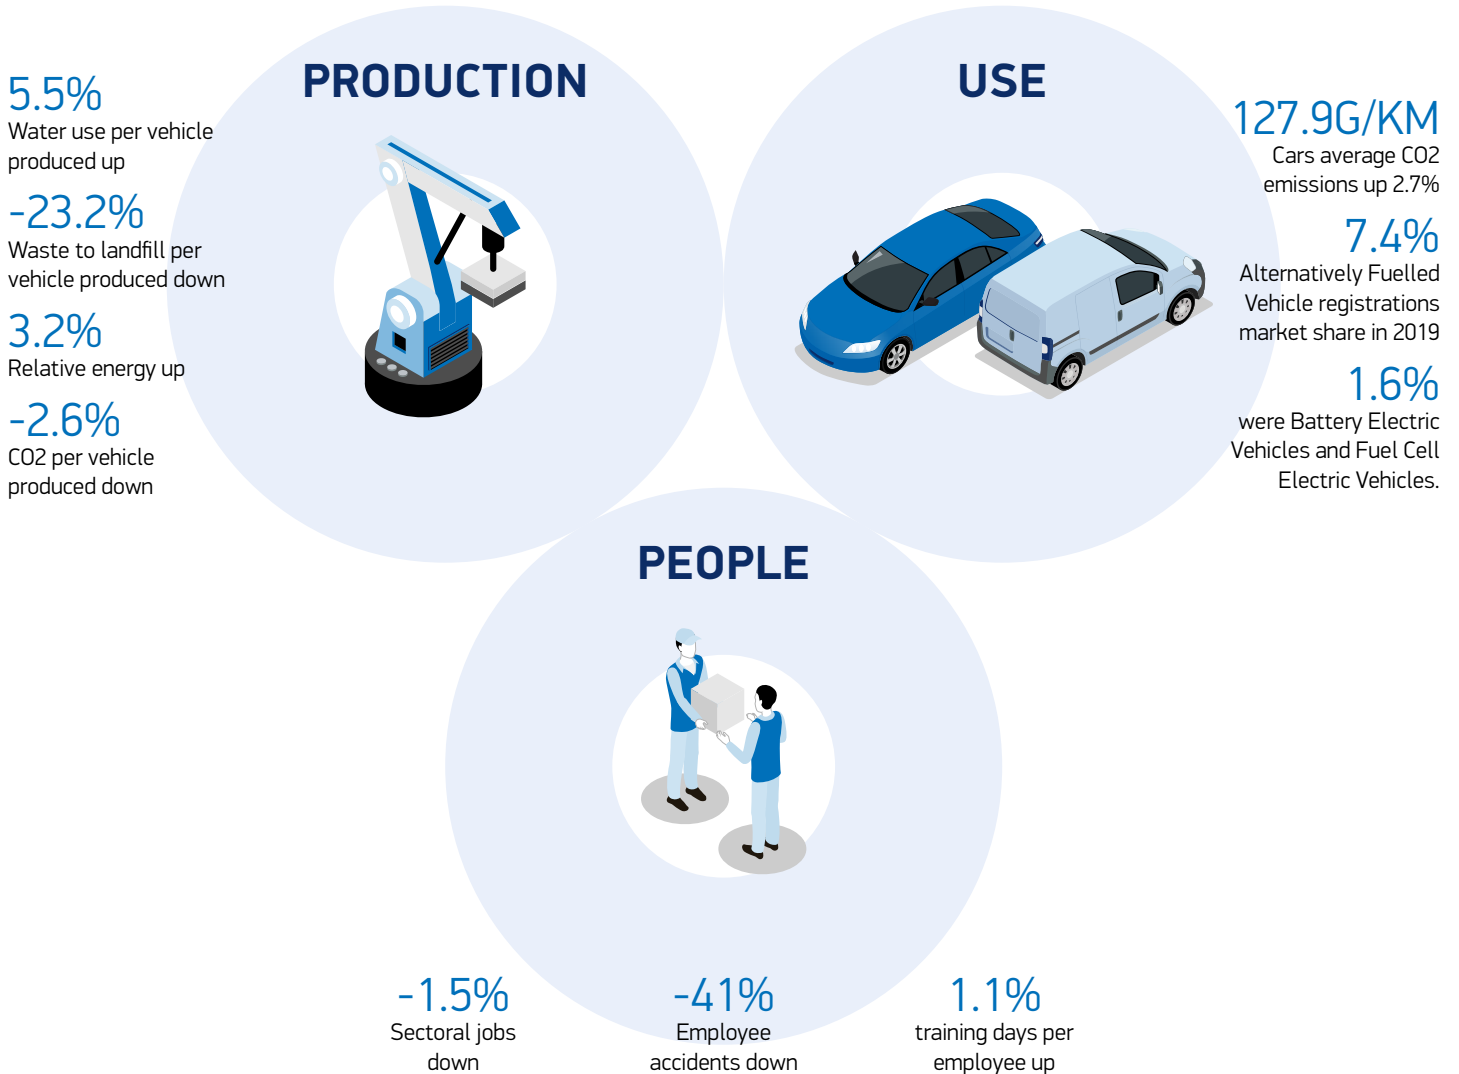 PRODUCTION
5.5%
Water use per vehicle
produced up
-23.2%
Waste to landfill per
vehicle produced down
3.2%
Relative energy up
-2.6%
CO2 per vehicle
produced down
USE
127.9G/KM
Cars average CO2
emissions up 2.7%
7.4%
Alternatively Fuelled
Vehicle registrations
market share in 2019
1.6%
were Battery Electric
Vehicles and Fuel Cell
Electric Vehicles.
PEOPLE
-1.5%
Sectoral jobs
down
-41%
Employee
accidents down
1.1%
training days per
employee up